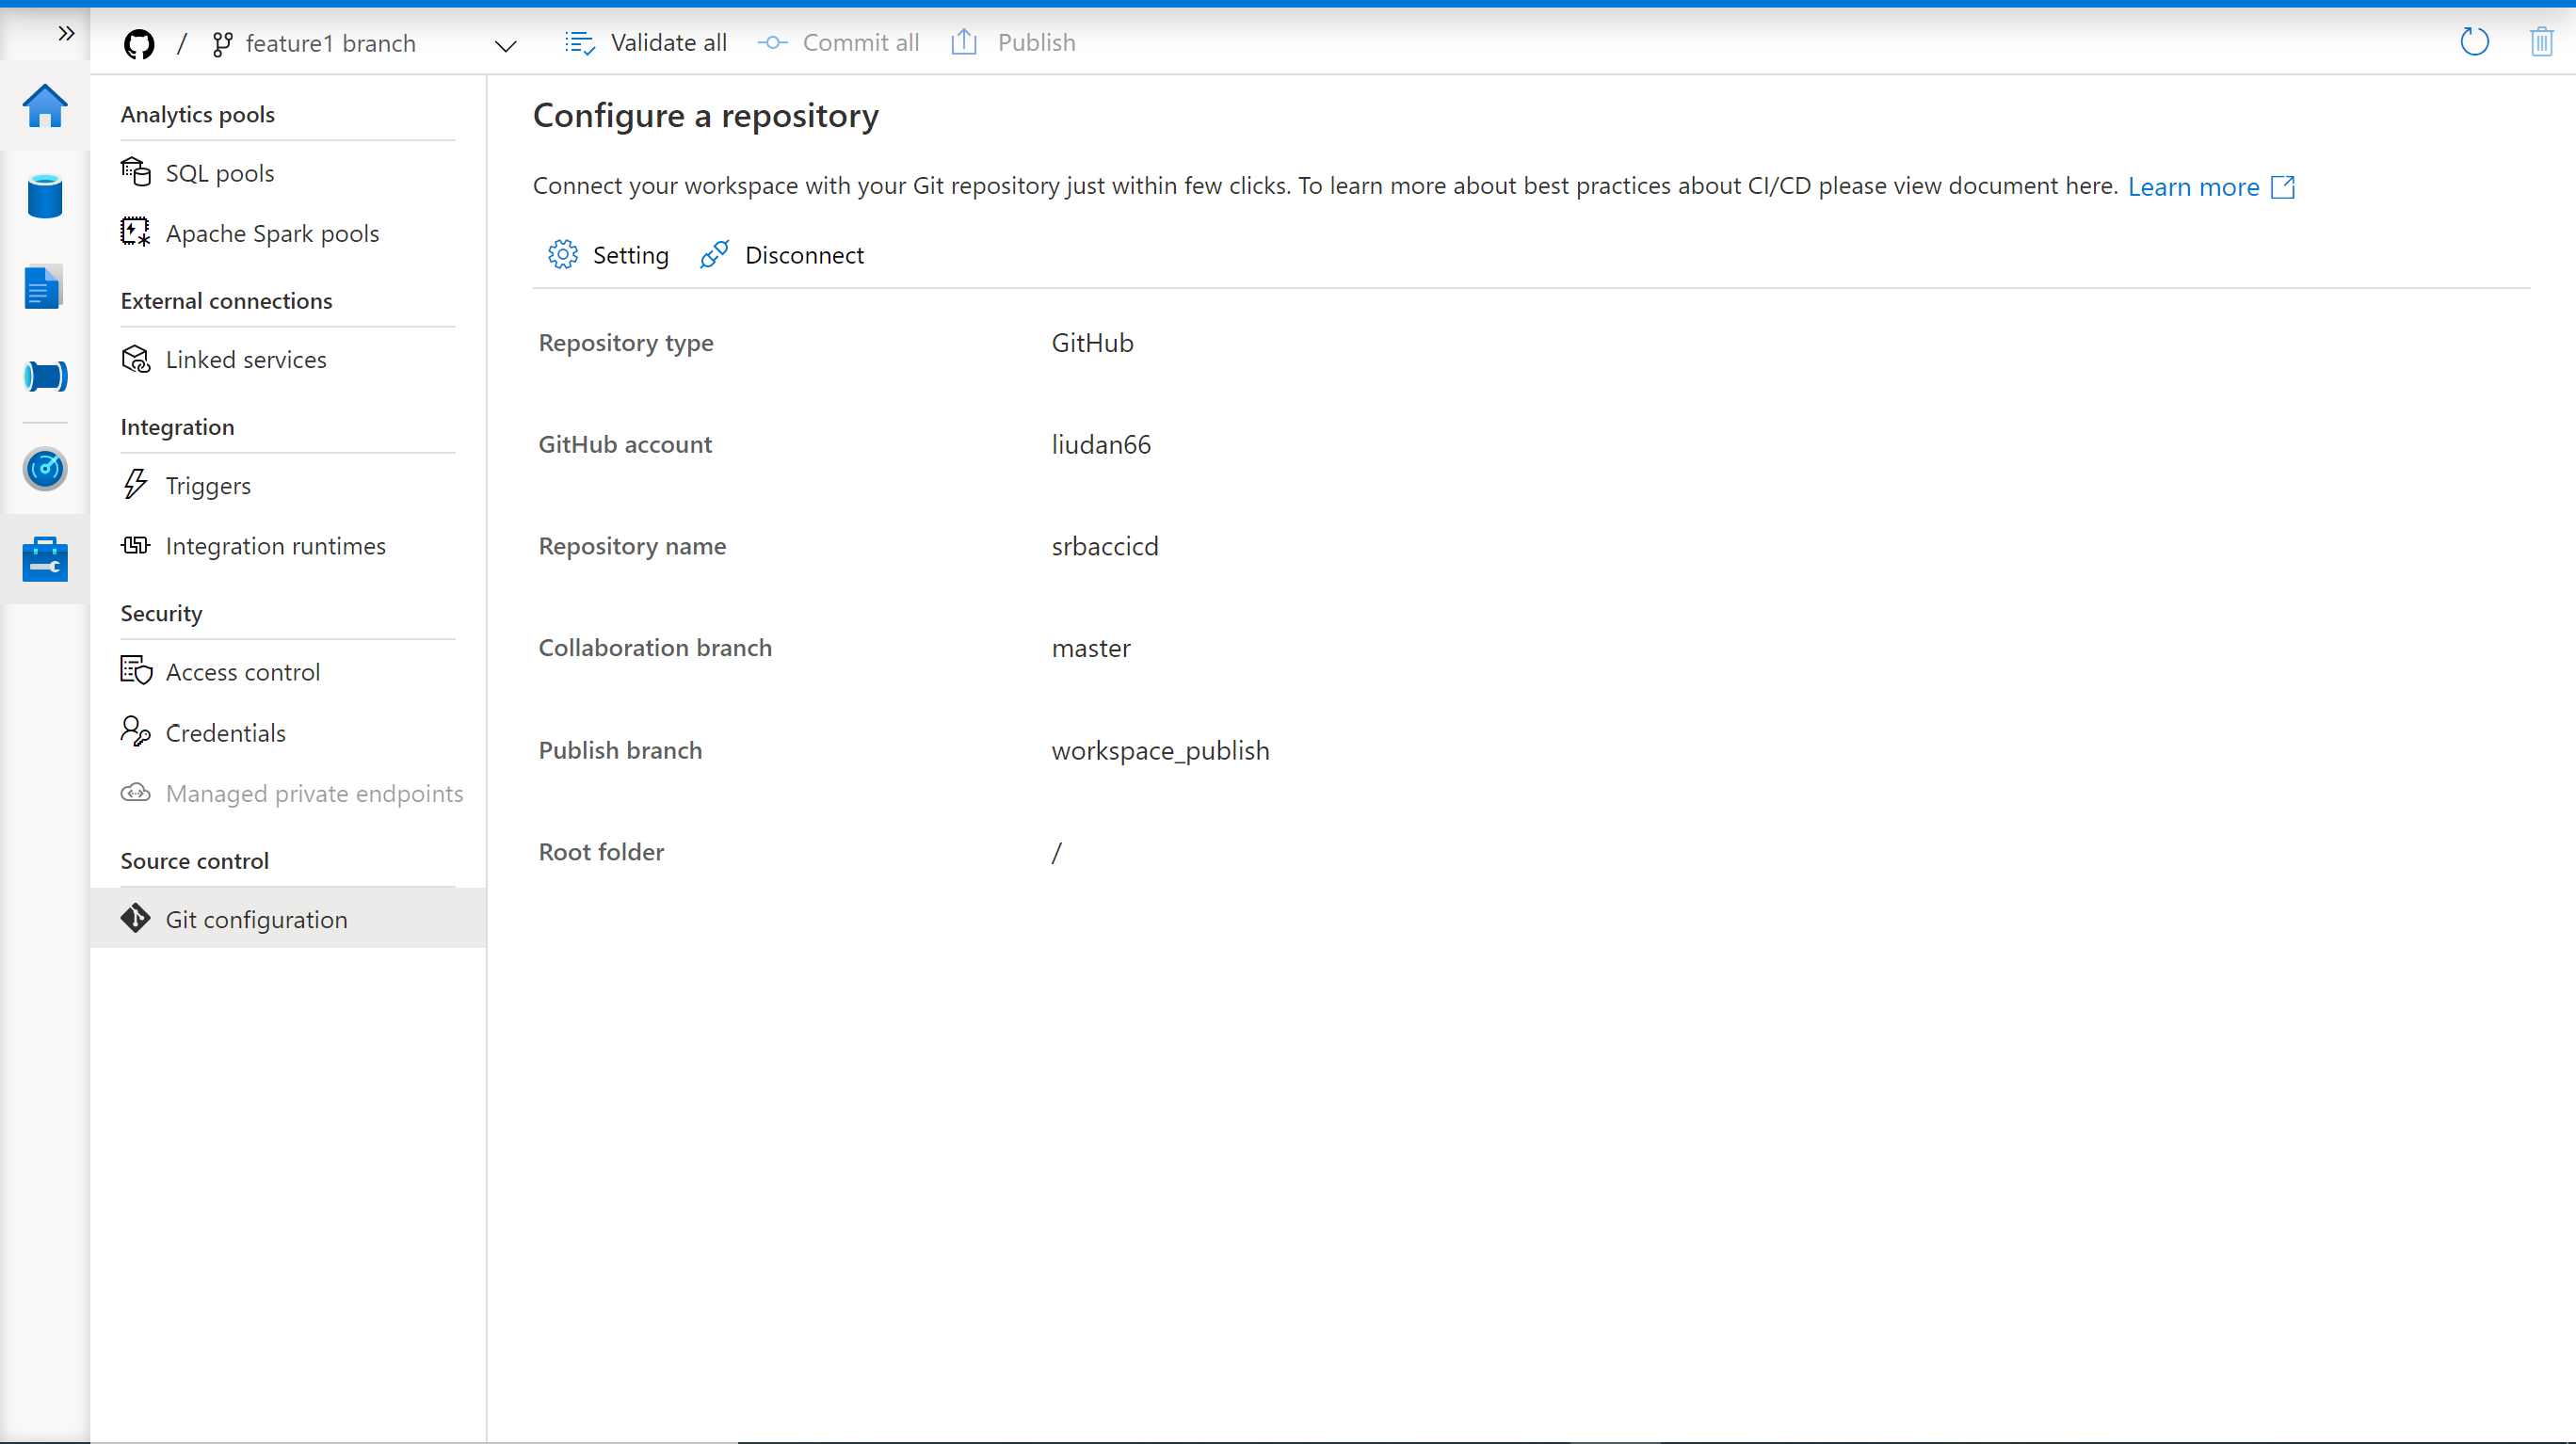 / feature1 branch Validate all Commit all Publish
Analytics pools
SQL pools
Apache Spark pools
External connections
Linked services
Integration
Triggers
Integration runtimes
Security
Access control
Credentials
Managed private endpoints
Source control
Git configuration
Configure a repository
Connect your workspace with your Git repository just within few clicks. To learn more about best practices about CI/CD please view document here. Learn more
Setting Disconnect
Repository type GitHub
GitHub account liudan66
Repository name srbaccicd
Collaboration branch master
Publish branch workspace_publish
Root folder /